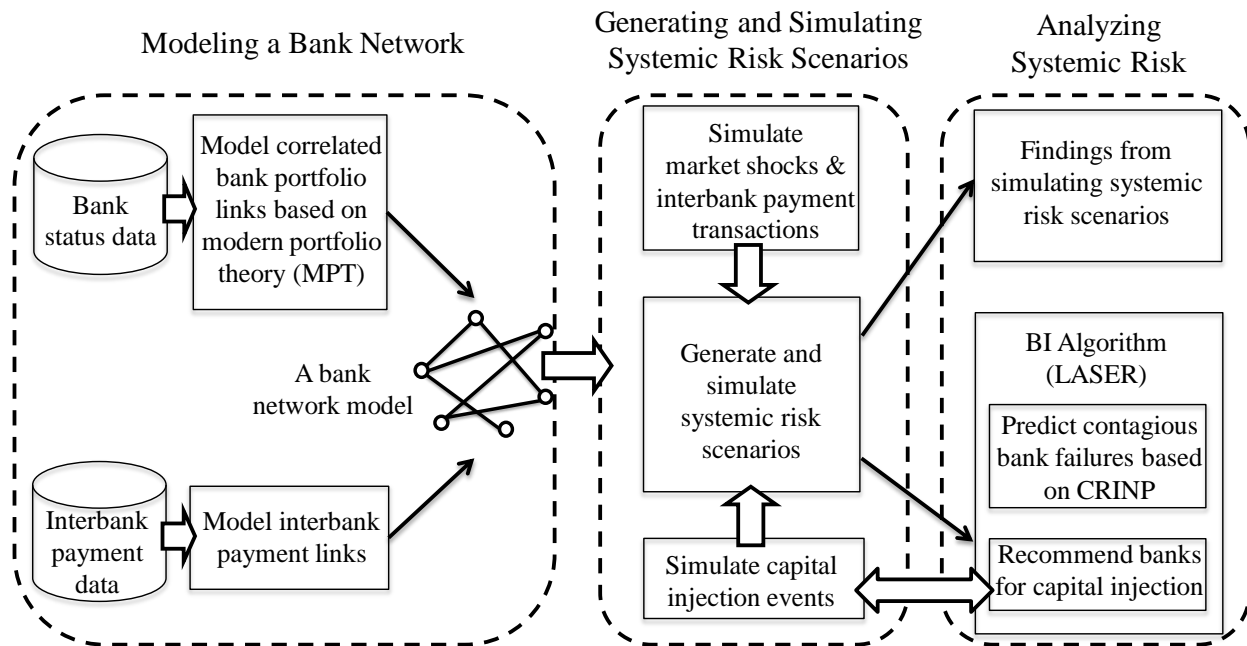 Modeling a Bank Network
Generating and Simulating
Systemic Risk Scenarios
Analyzing
Systemic Risk
Bank
status data
Model correlated
bank portfolio
links based on
modern portfolio
theory (MPT)
A bank
network model
Interbank
payment
data
Model interbank
payment links
Simulate
market shocks &
interbank payment
transactions
Generate and
simulate
systemic risk
scenarios
Simulate capital
injection events
Findings from
simulating systemic
risk scenarios
BI Algorithm
(LASER)
Predict contagious
bank failures based
on CRINP
Recommend banks
for capital injection